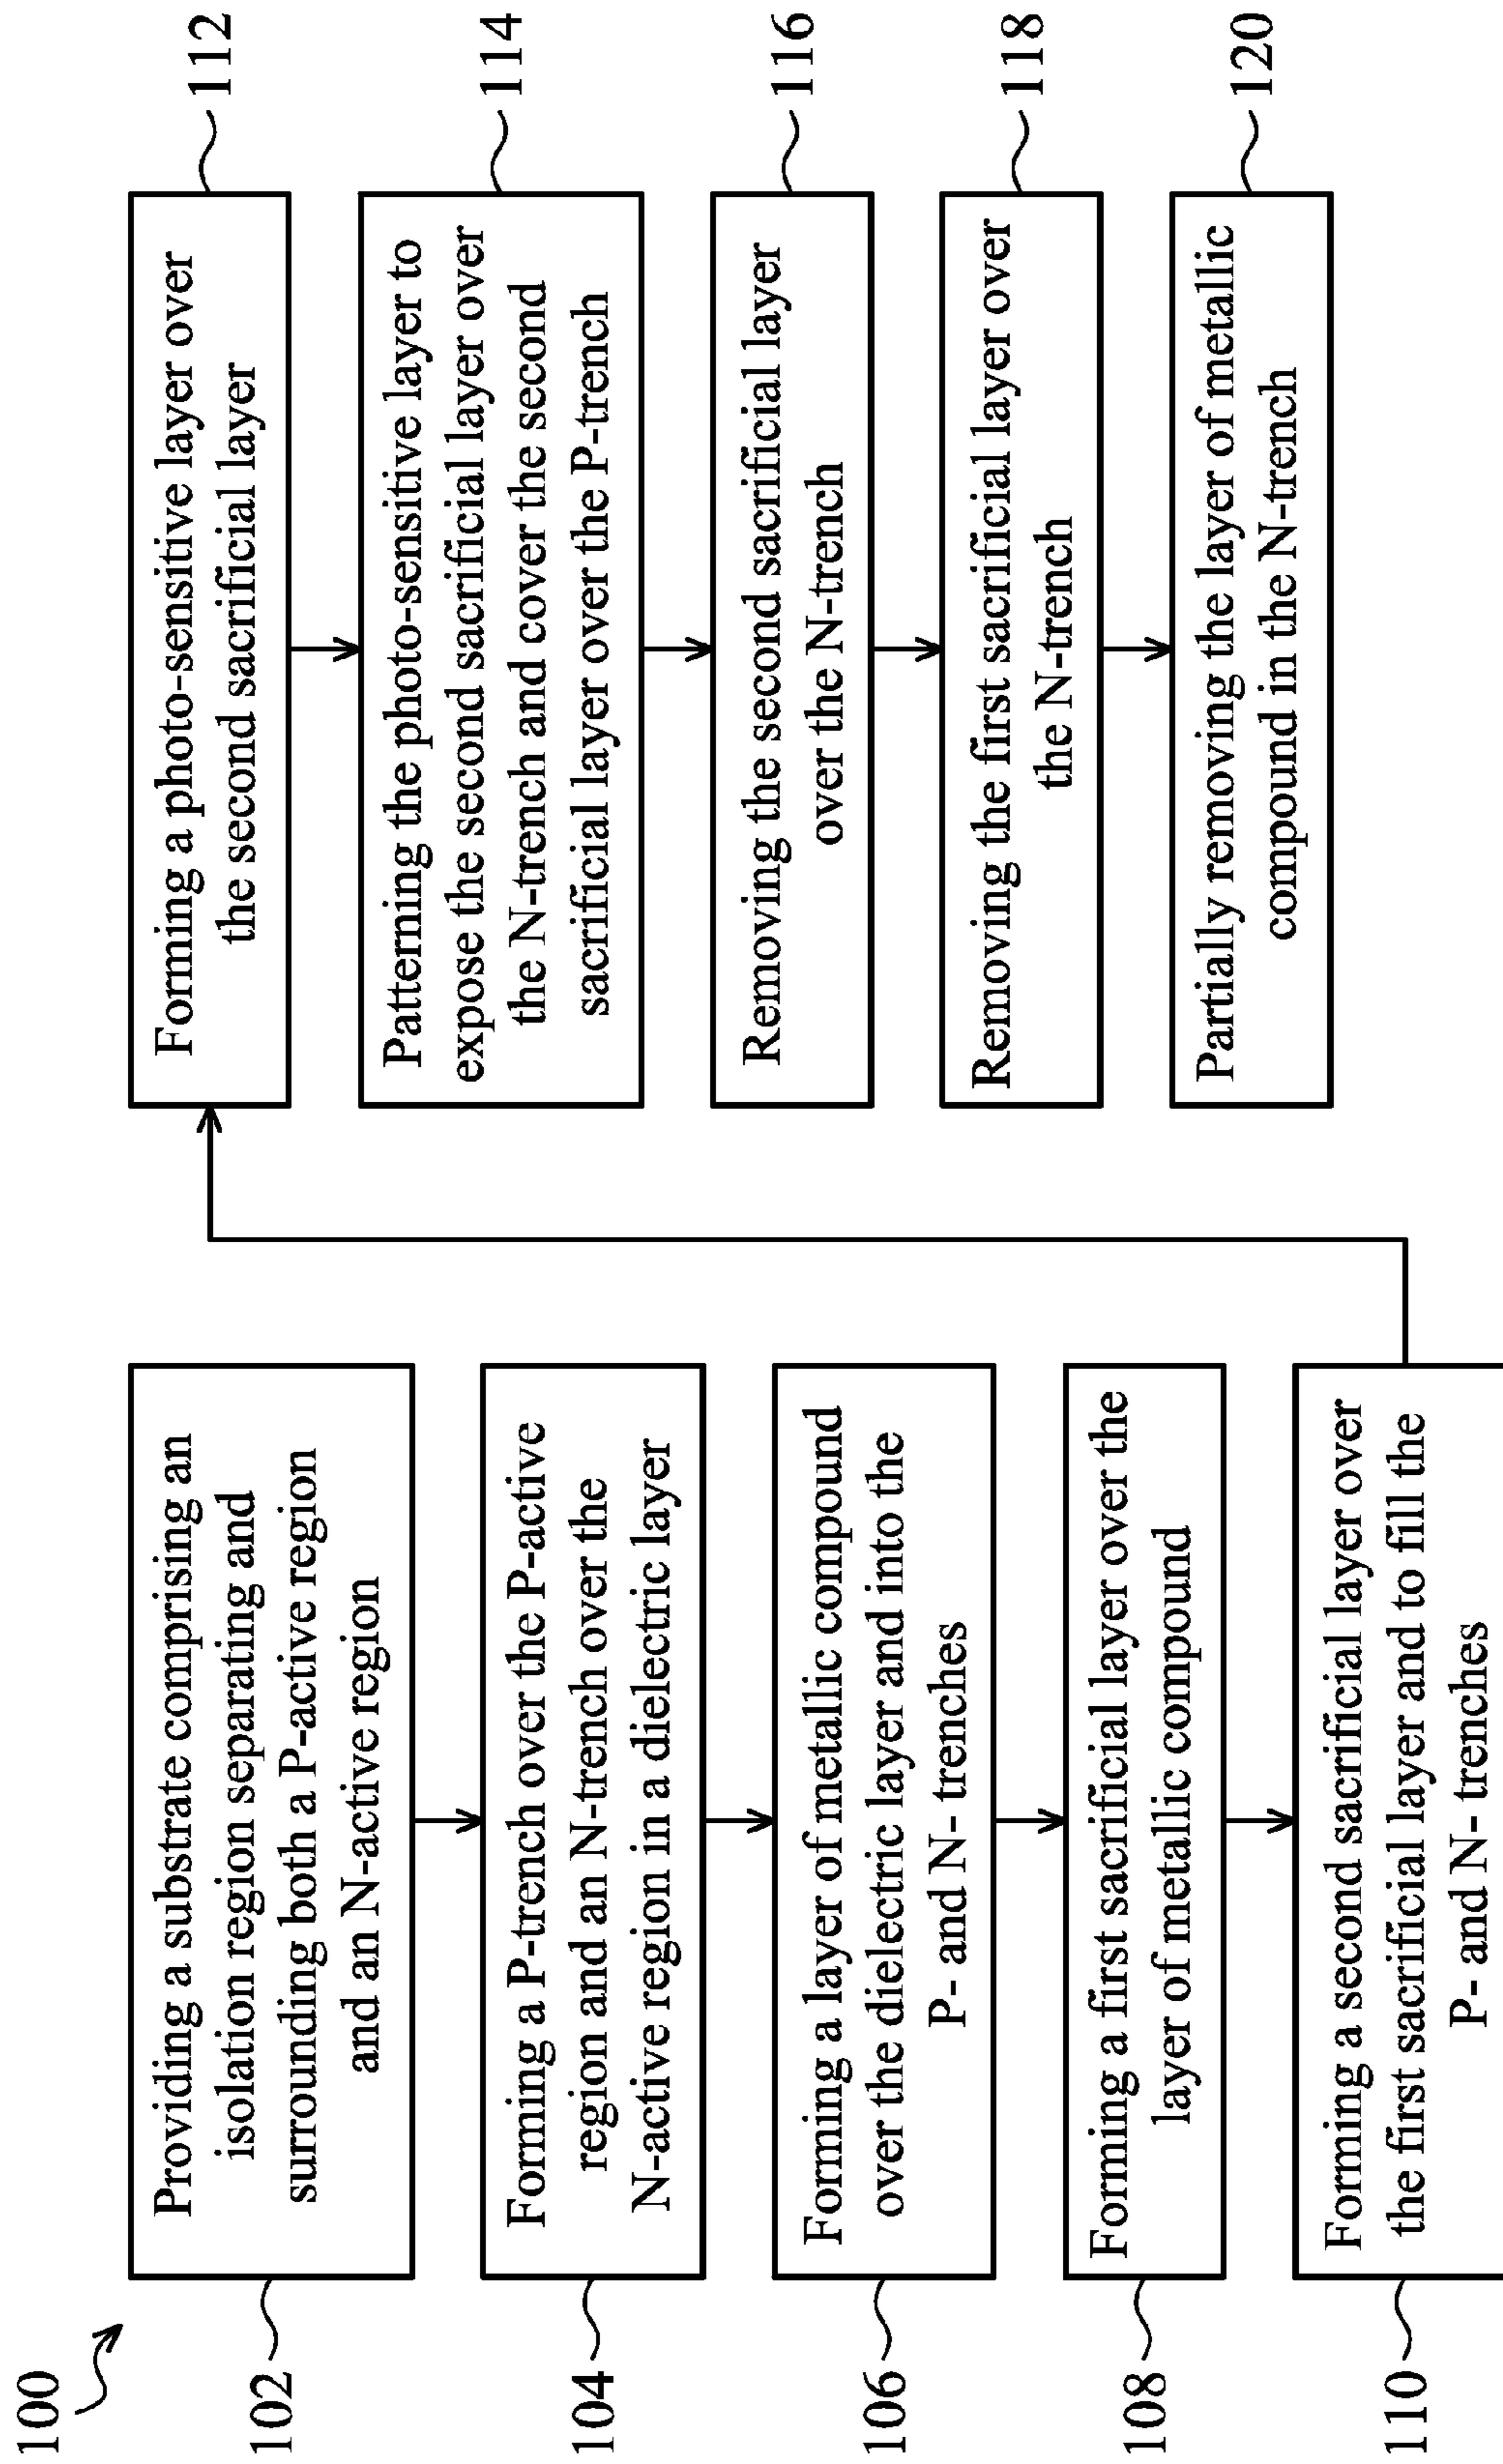 100
102
Providing a substrate comprising an
isolation region separating and
surrounding both a P-active region
and an N-active region
104
Forming a P-trench over the P-active
region and an N-trench over the
N-active region in a dielectric layer
106
Forming a layer of metallic compound
over the dielectric layer and into the
P- and N- trenches
108
Forming a first sacrificial layer over the
layer of metallic compound
110
Forming a second sacrificial layer over
the first sacrificial layer and to fill the
P- and N- trenches
Forming a photo-sensitive layer over
the second sacrificial layer
112
Patterning the photo-sensitive layer to
expose the second sacrificial layer over
the N-trench and cover the second
sacrificial layer over the P-trench
114
Removing the second sacrificial layer
over the N-trench
116
Removing the first sacrificial layer over
the N-trench
118
Partially removing the layer of metallic
compound in the N-trench
120